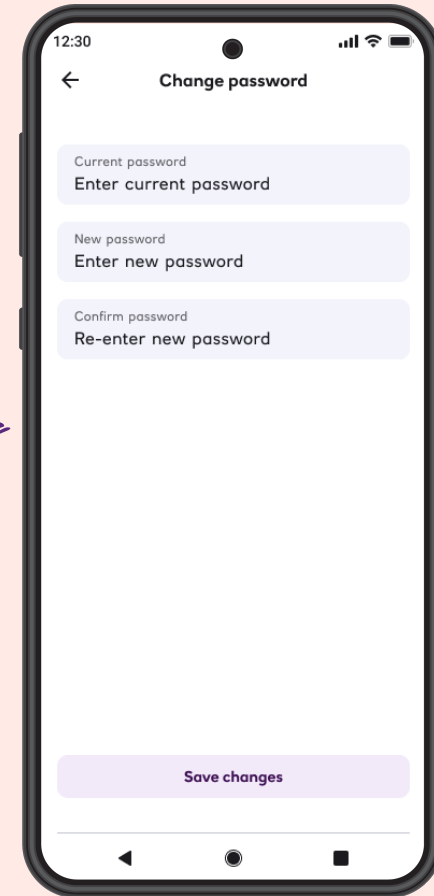 12:30
Change password
Current password
Enter current password
New password
Enter new password
Confirm password
Re-enter new password
Save changes